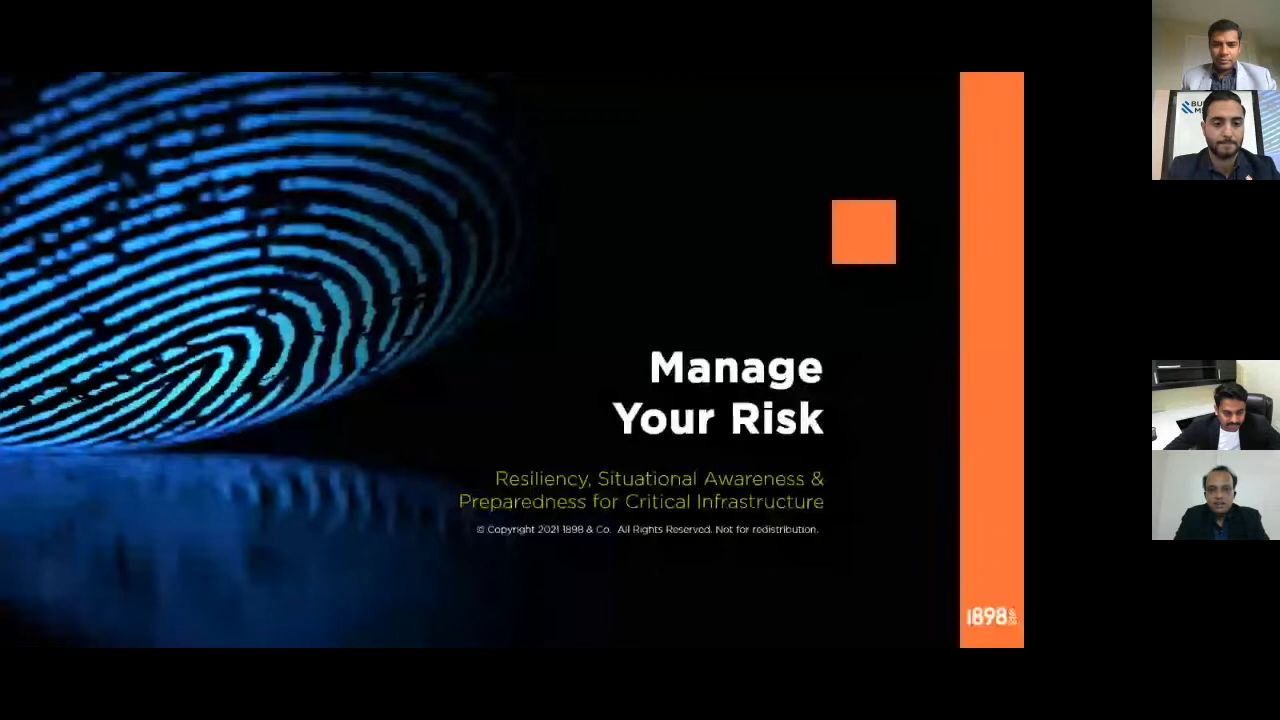 Manage
Your Risk
Resiliency, Situational Awareness &
Preparedness for Critical Infrastructure
© Copyright 2021 1898 & Co. All Rights Reserved. Not for redistribution.
1898 & CO